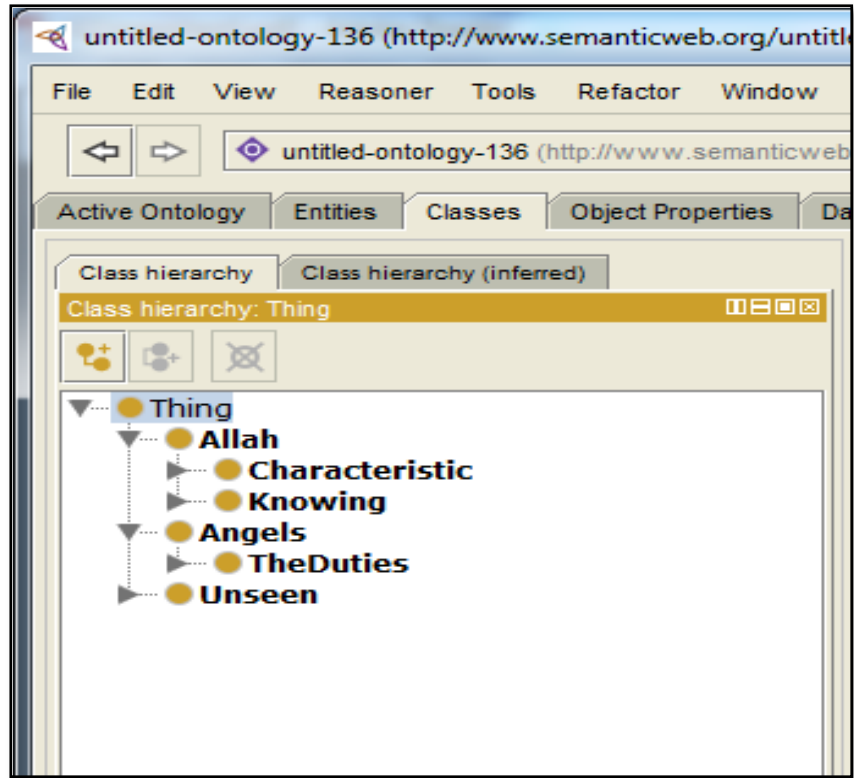 untitled-ontology-136 (http://www.semanticweb.org/untitl
File Edit View Reasoner Tools Refactor Window
untitled-ontology-136 (http://www.semanticweb
Active Ontology Entities Classes Object Properties Da
Class hierarchy Class hierarchy (inferred)
Class hierarchy: Thing
Thing
Allah
Characteristic
Knowing
Angels
TheDuties
Unseen